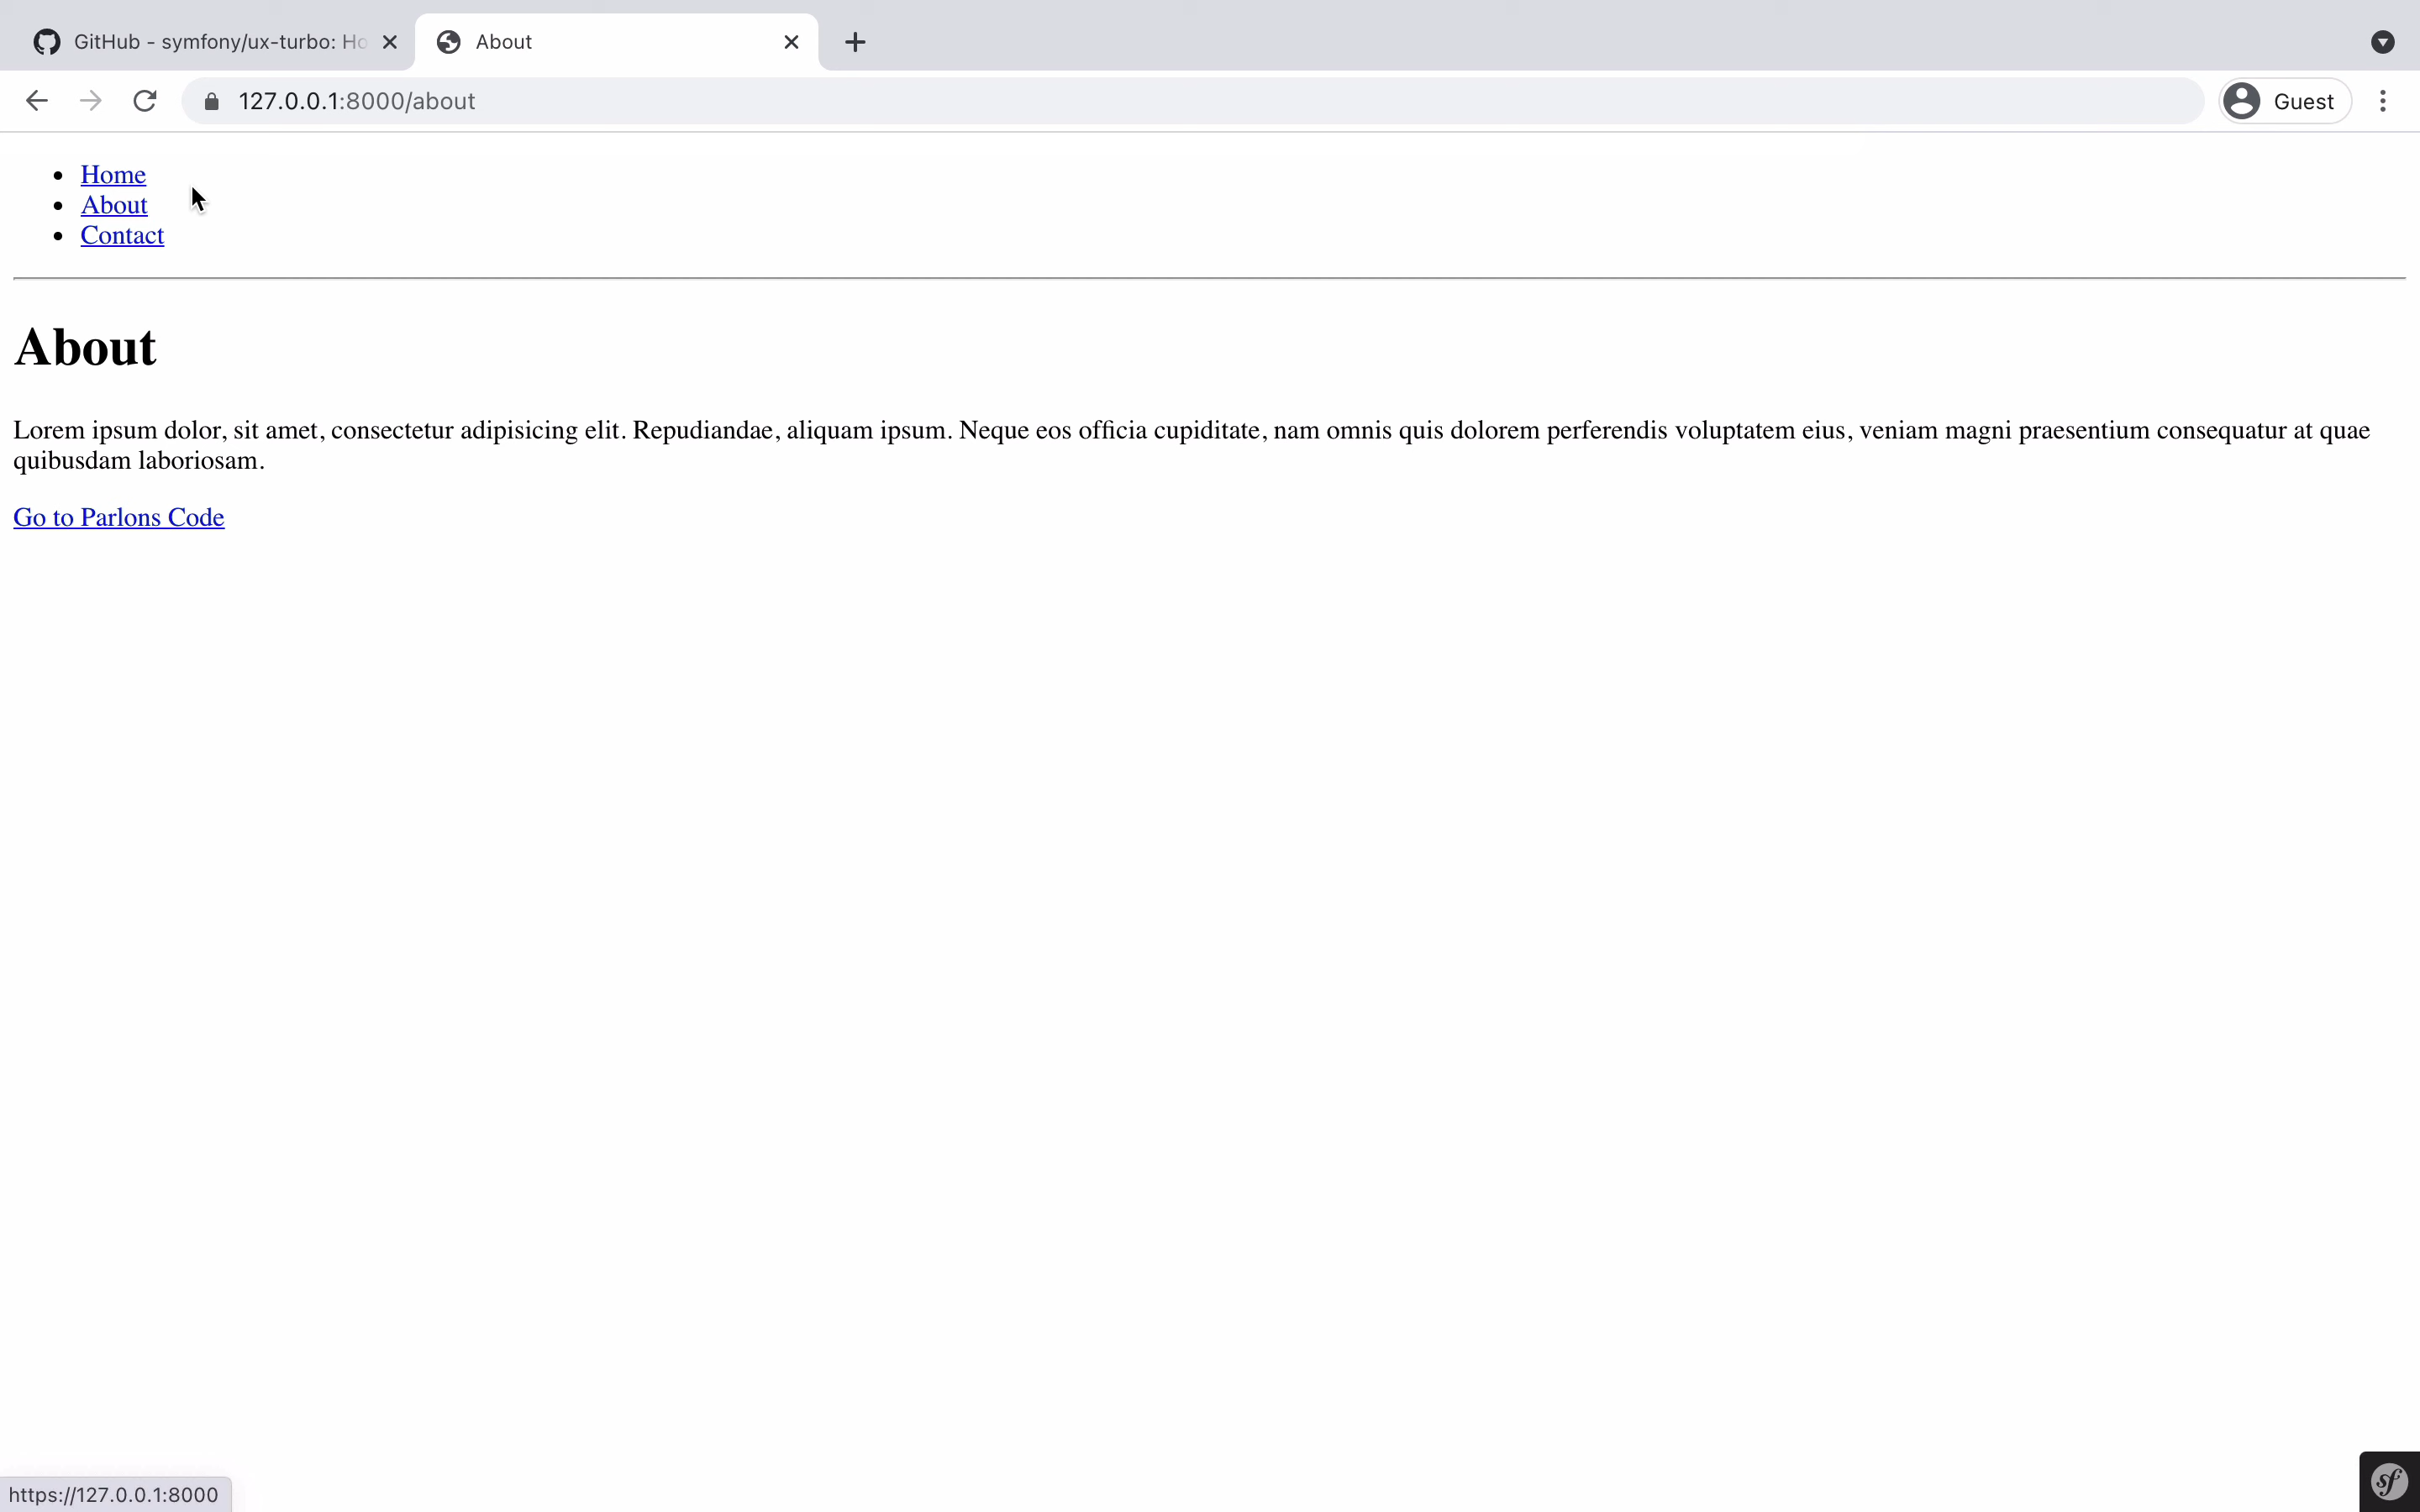 GitHub - symfony/ux-turbo: Ho
About
127.0.0.1:8000/about
Guest
Home
About
Contact
About
Lorem ipsum dolor, sit amet, consectetur adipisicing elit. Repudiandae, aliquam ipsum. Neque eos officia cupiditate, nam omnis quis dolorem perferendis voluptatem eius, veniam magni praesentium consequatur at quae
quibusdam laboriosam.
Go to Parlons Code
https://127.0.0.1:8000
sf